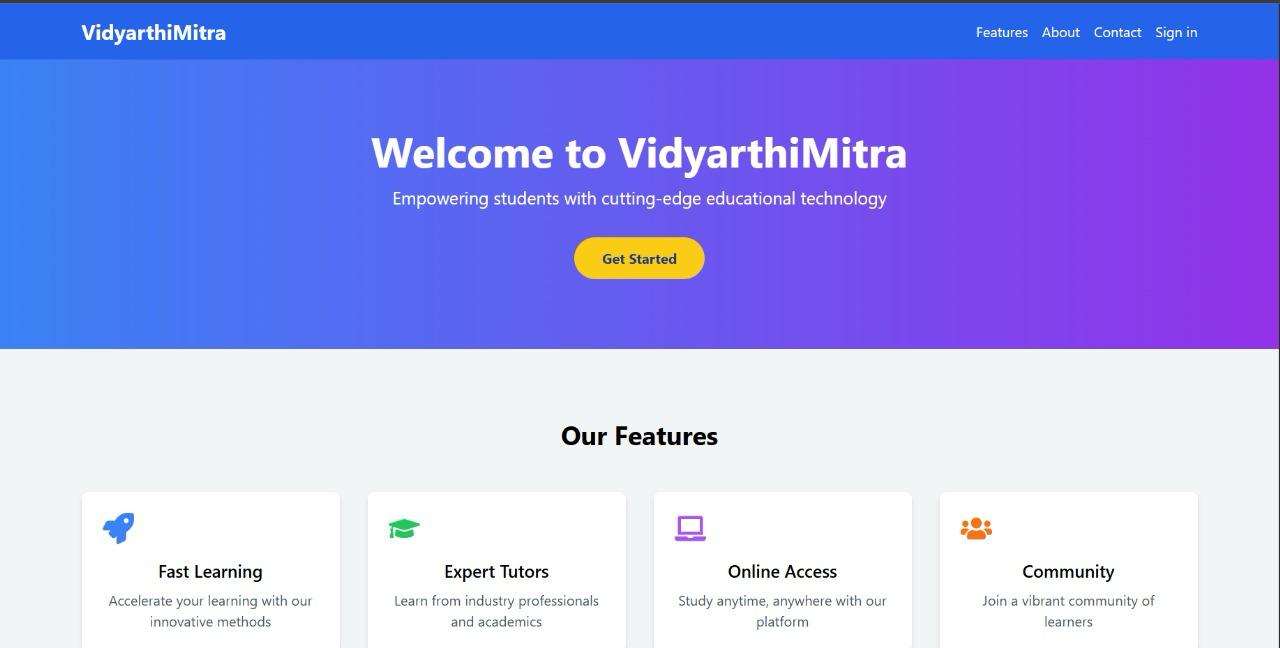 VidyarthiMitra
Features About Contact Sign in
Welcome to VidyarthiMitra
Empowering students with cutting-edge educational technology
Get Started
Our Features
Fast Learning
Accelerate your learning with our
innovative methods
Expert Tutors
Learn from industry professionals
and academics
Online Access
Study anytime, anywhere with our
platform
Community
Join a vibrant community of
learners